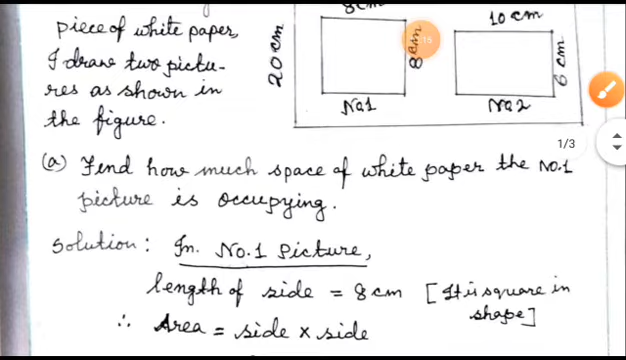 8cm
10 cm
piece of white paper,
I draw two pictu-
res as shown in
the figure.
20 cm
8 cm
6 cm
No1
No2
1/3
(a) Find how much space of white paper the NO.1
picture is occupying.
Solution: In No.1 Picture,
length of side = 8 cm [It is square in
shape]
∴ Area = side × side